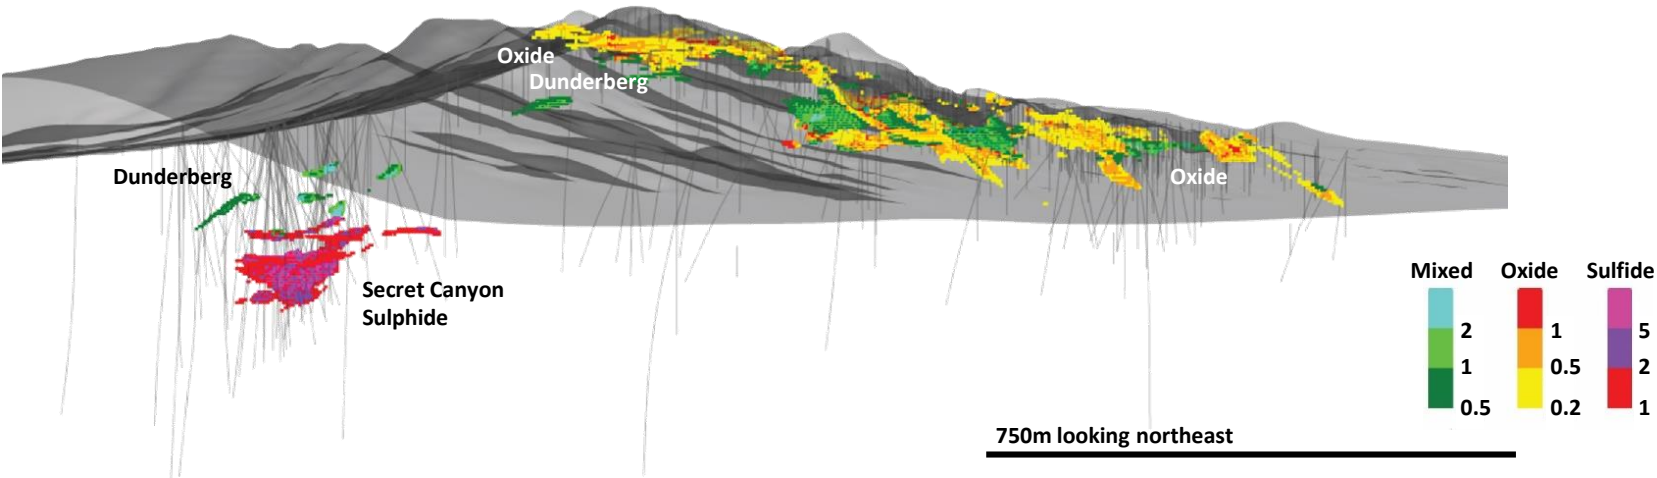 Oxide
Dunderberg
Dunderberg
Oxide
Secret Canyon
Sulphide
Mixed Oxide Sulfide
2 1 5
1 0.5 2
0.5 0.2 1
750m looking northeast